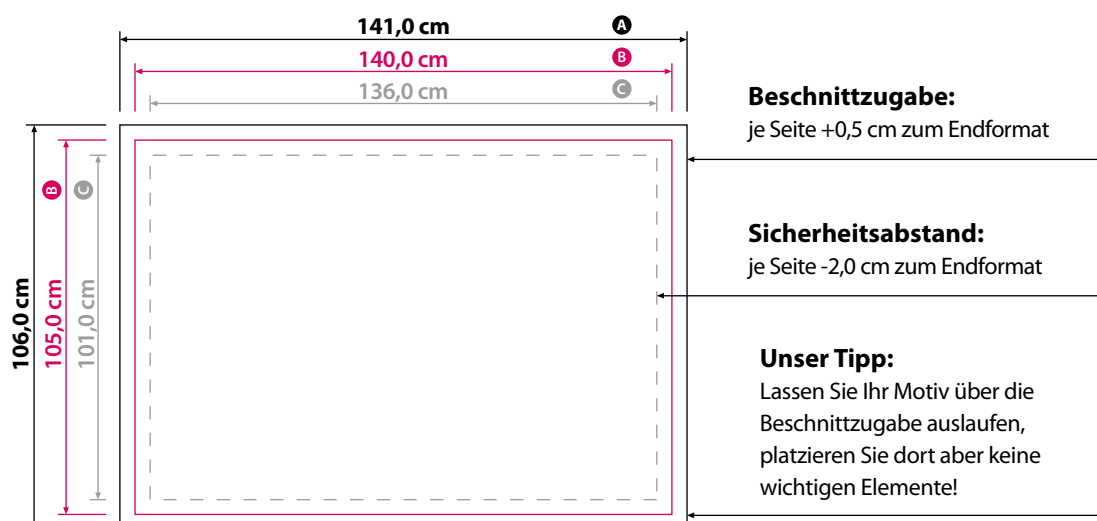 141,0 cm A
140,0 cm B
136,0 cm C
106,0 cm
105,0 cm B
101,0 cm C
Beschnittzugabe:
je Seite +0,5 cm zum Endformat
Sicherheitsabstand:
je Seite -2,0 cm zum Endformat
Unser Tipp:
Lassen Sie Ihr Motiv über die
Beschnittzugabe auslaufen,
platzieren Sie dort aber keine
wichtigen Elemente!